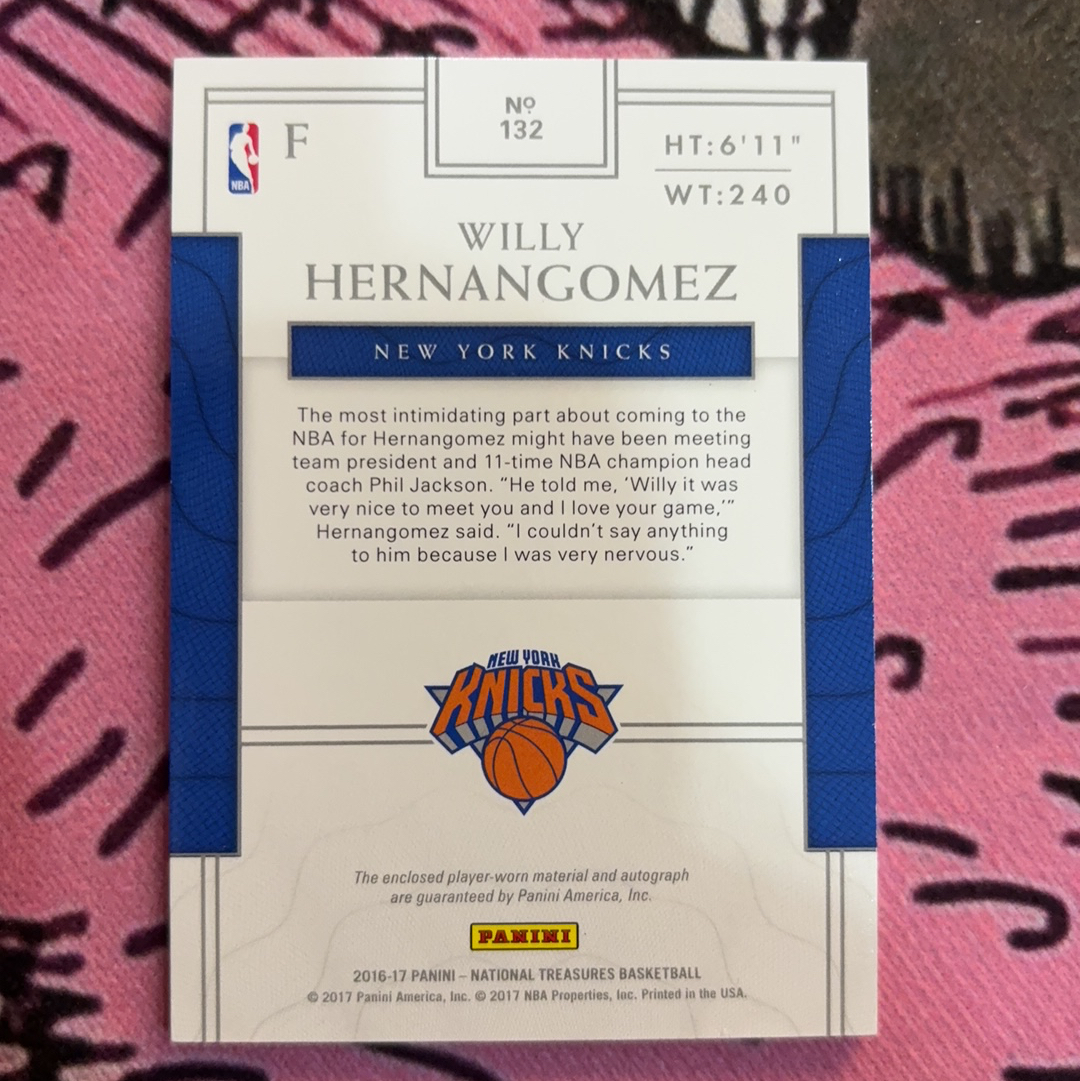 Nº
132
NBA
F
HT:6'11"
WT:240
WILLY
HERNANGOMEZ
NEW YORK KNICKS
The most intimidating part about coming to the
NBA for Hernangomez might have been meeting
team president and 11-time NBA champion head
coach Phil Jackson. “He told me, ‘Willy it was
very nice to meet you and I love your game,’”
Hernangomez said. “I couldn’t say anything
to him because I was very nervous.”
NEW YORK
KNICKS
The enclosed player-worn material and autograph
are guaranteed by Panini America, Inc.
PANINI
2016-17 PANINI – NATIONAL TREASURES BASKETBALL
© 2017 Panini America, Inc. © 2017 NBA Properties, Inc. Printed in the USA.